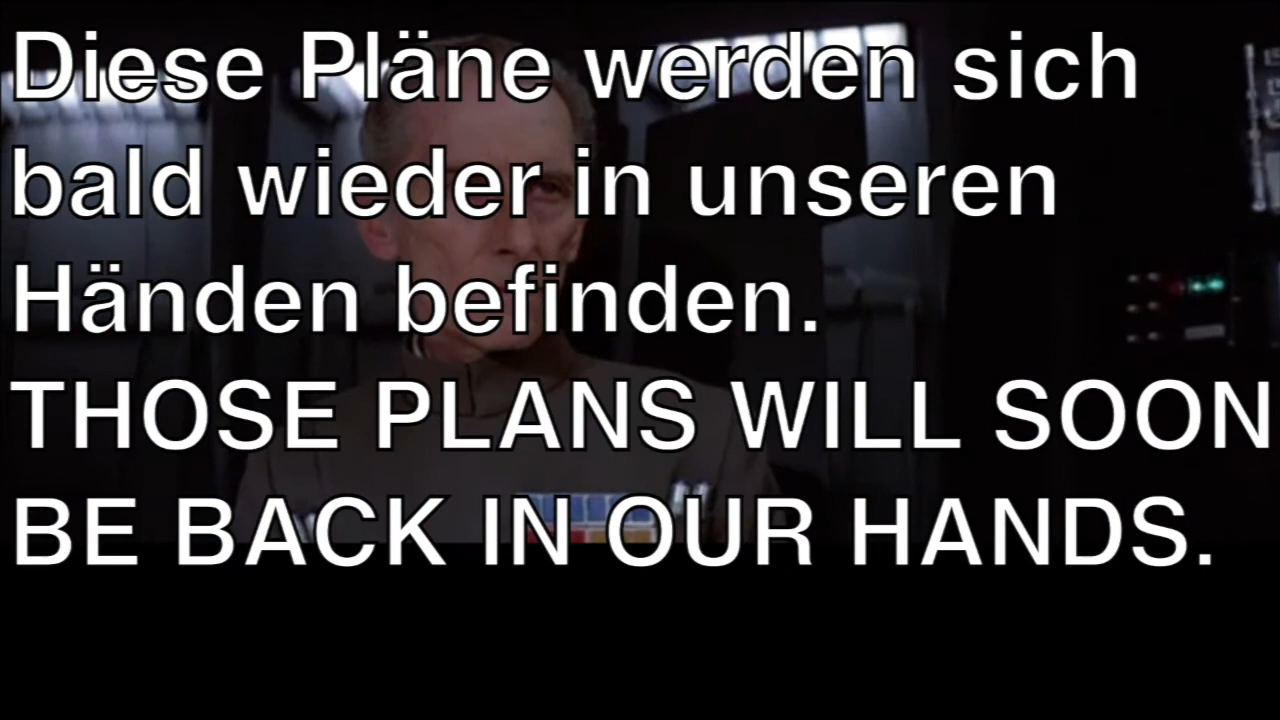 Diese Pläne werden sich
bald wieder in unseren
Händen befinden.
THOSE PLANS WILL SOON
BE BACK IN OUR HANDS.